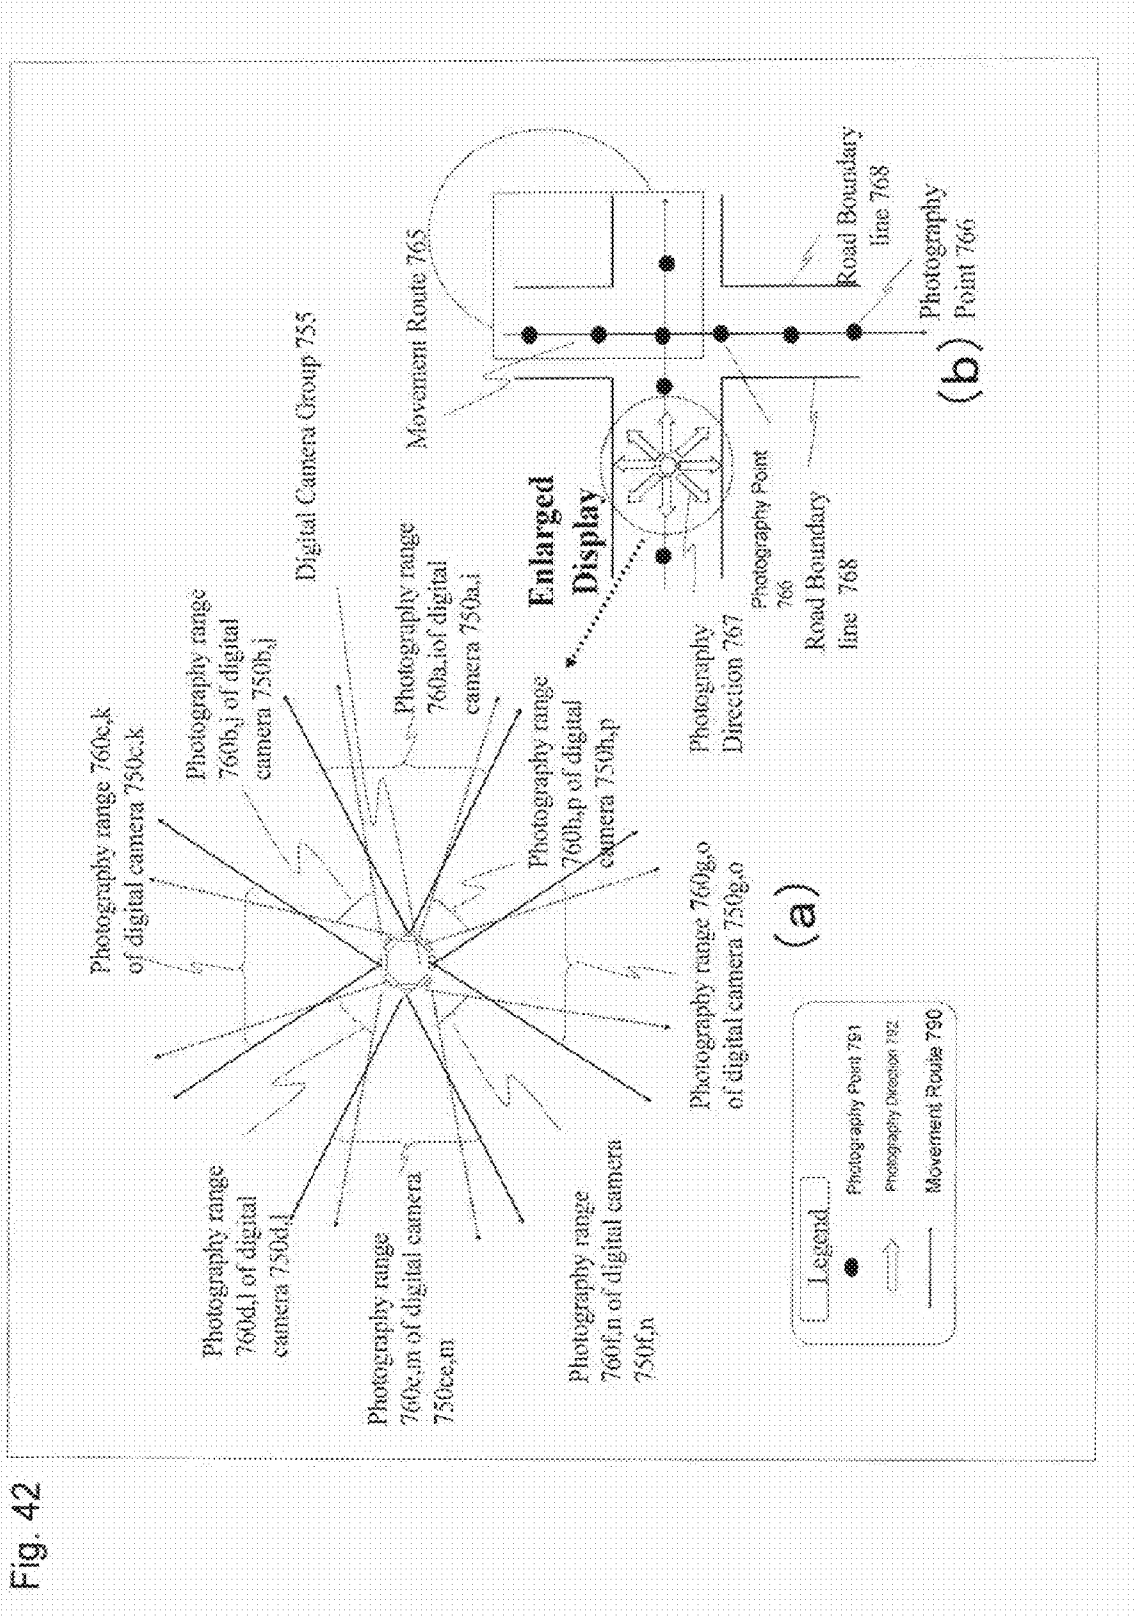 Fig. 42
Photography range 760c,k
of digital camera 750c,k
Photography range
760b,j of digital
camera 750b,j
Digital Camera Group 755
Photography range
760a,iof digital
camera 750a,i
Photography range
760h,p of digital
camera 750h,p
Photography range 760g,o
of digital camera 750g,o
Photography range
760d,l of digital
camera 750d,l
Photography range
760e,m of digital camera
750ee,m
Photography range
760f,n of digital camera
750f,n
(a)
Legend
Photography Point 791
Photography Direction 792
Movement Route 790
Movement Route 765
Enlarged
Display
Photography
Direction 767
Photography Point
766
Road Boundary
line 768
Road Boundary
line 768
Photography
Point 766
(b)